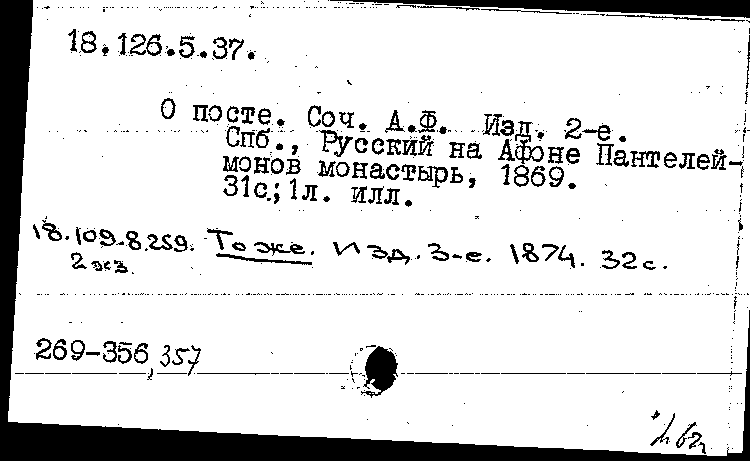 18.126.5.37.
О посте. Соч. А.Ф. Изд. 2-е.
Спб., Русский на Афоне Пантелей-
монов монастырь, 1869.
31с.; 1л. илл.
18.109.8.259. То же. Изд. 3-е. 1874. 32 с.
2 экз.
269-356, 357